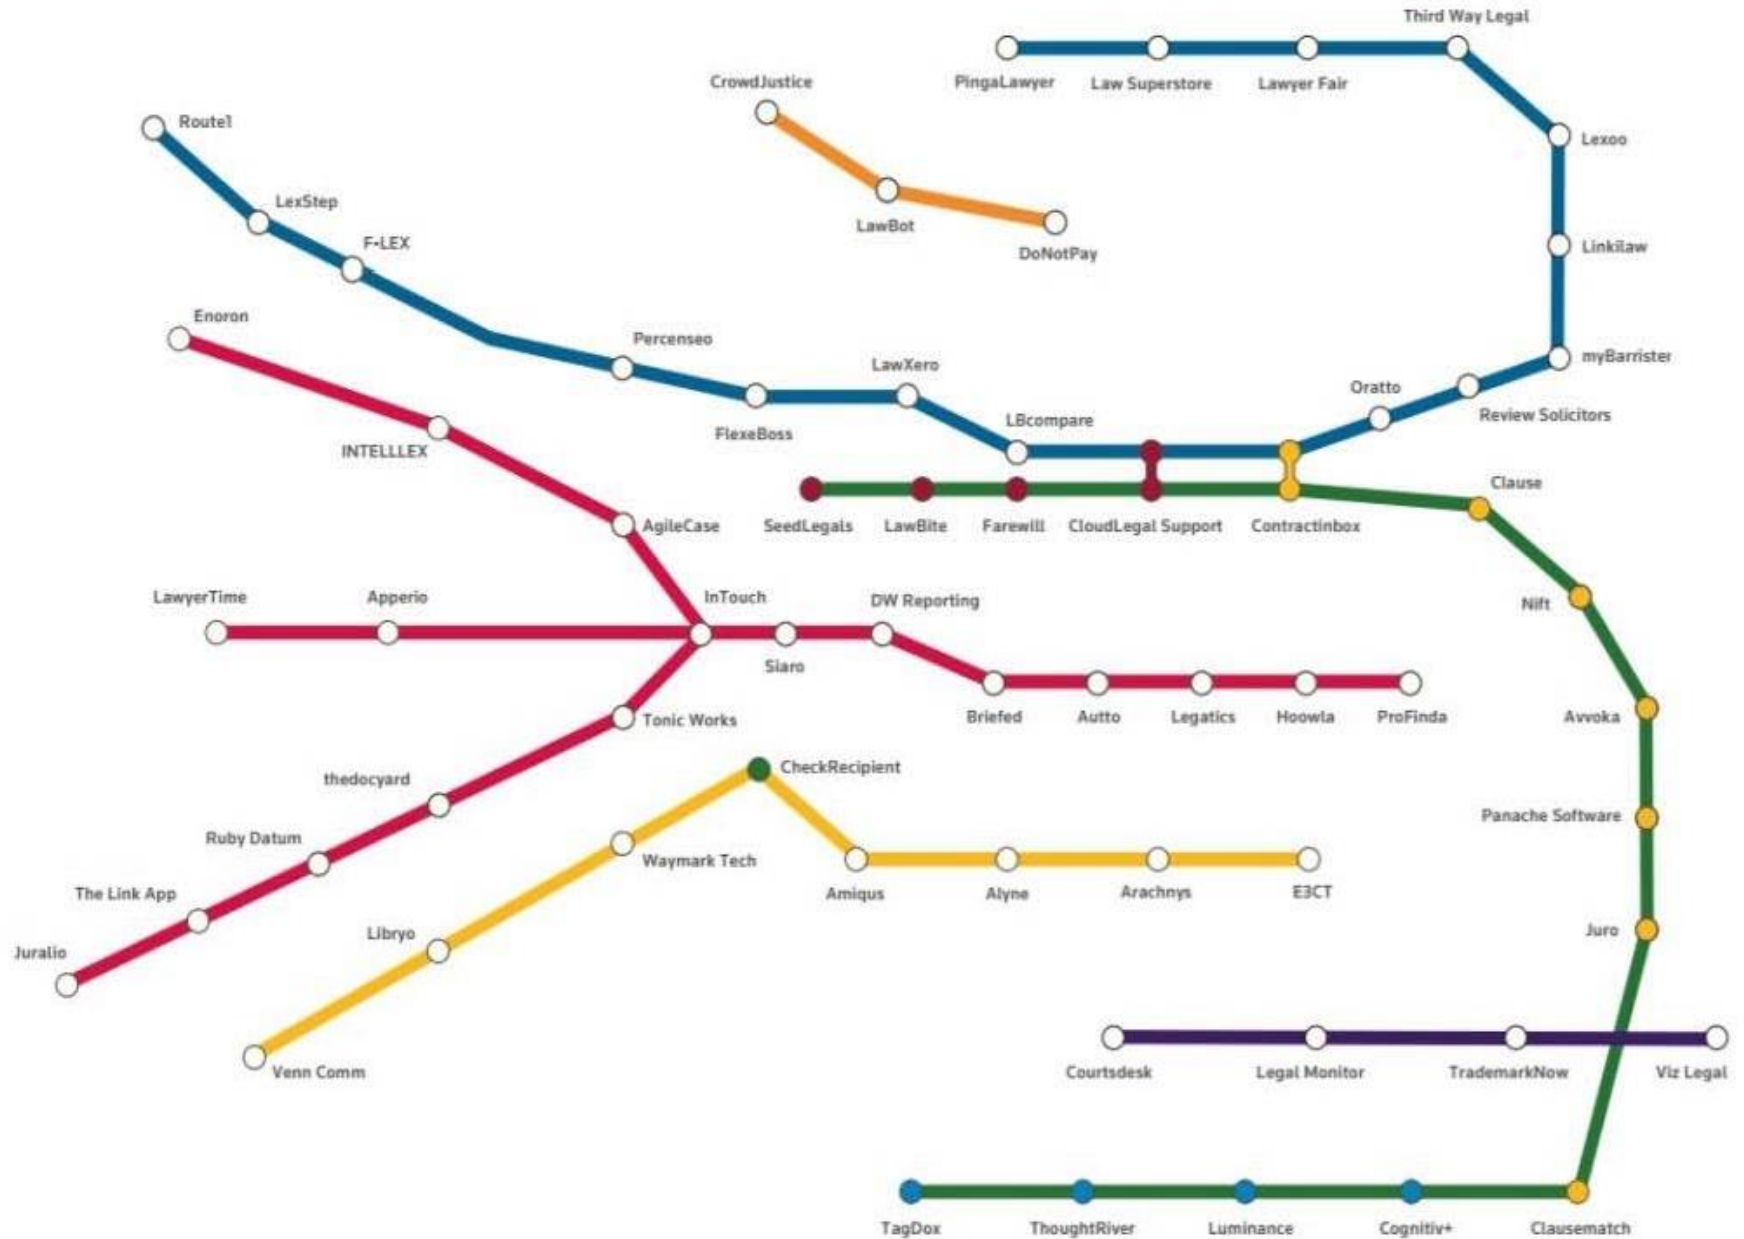 Third Way Legal
CrowdJustice
PingaLawyer
Law Superstore
Lawyer Fair
Route1
Lexoo
LexStep
LawBot
F-LEX
Linkilaw
DoNotPay
Enoron
Percenseo
myBarrister
LawXero
Oratto
Review Solicitors
LBcompare
FlexeBoss
INTELLLEX
Clause
AgileCase
SeedLegals
LawBite
Farewill
CloudLegal Support
Contractinbox
LawyerTime
Apperio
InTouch
DW Reporting
Nift
Siaro
Tonic Works
Briefed
Autto
Legatics
Hoowla
ProFinda
Avvoka
thedocyard
CheckRecipient
Panache Software
Ruby Datum
Waymark Tech
The Link App
Amiqus
Alyne
Arachnys
E3CT
Libryo
Juro
Juralio
Venn Comm
Courtsdesk
Legal Monitor
TrademarkNow
Viz Legal
TagDox
ThoughtRiver
Luminance
Cognitiv+
Clausematch